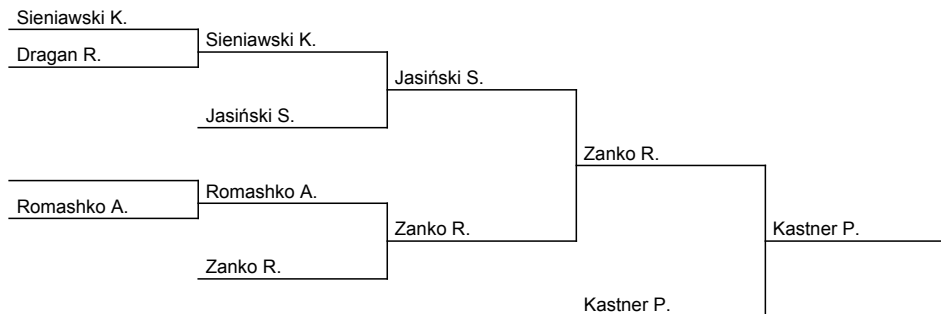 Sieniawski K.
Dragan R.
Sieniawski K.
Jasiński S.
Jasiński S.
Romashko A.
Romashko A.
Zanko R.
Zanko R.
Zanko R.
Kastner P.
Kastner P.